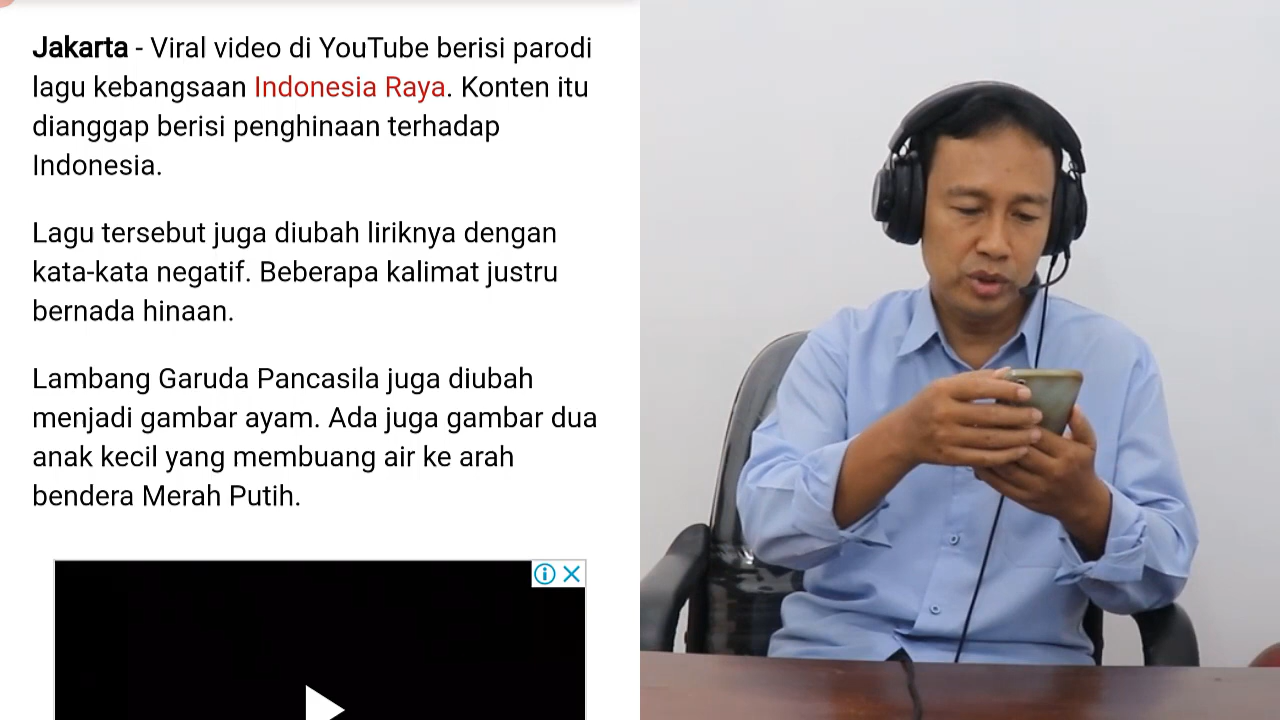 Jakarta - Viral video di YouTube berisi parodi
lagu kebangsaan Indonesia Raya. Konten itu
dianggap berisi penghinaan terhadap
Indonesia.
Lagu tersebut juga diubah liriknya dengan
kata-kata negatif. Beberapa kalimat justru
bernada hinaan.
Lambang Garuda Pancasila juga diubah
menjadi gambar ayam. Ada juga gambar dua
anak kecil yang membuang air ke arah
bendera Merah Putih.